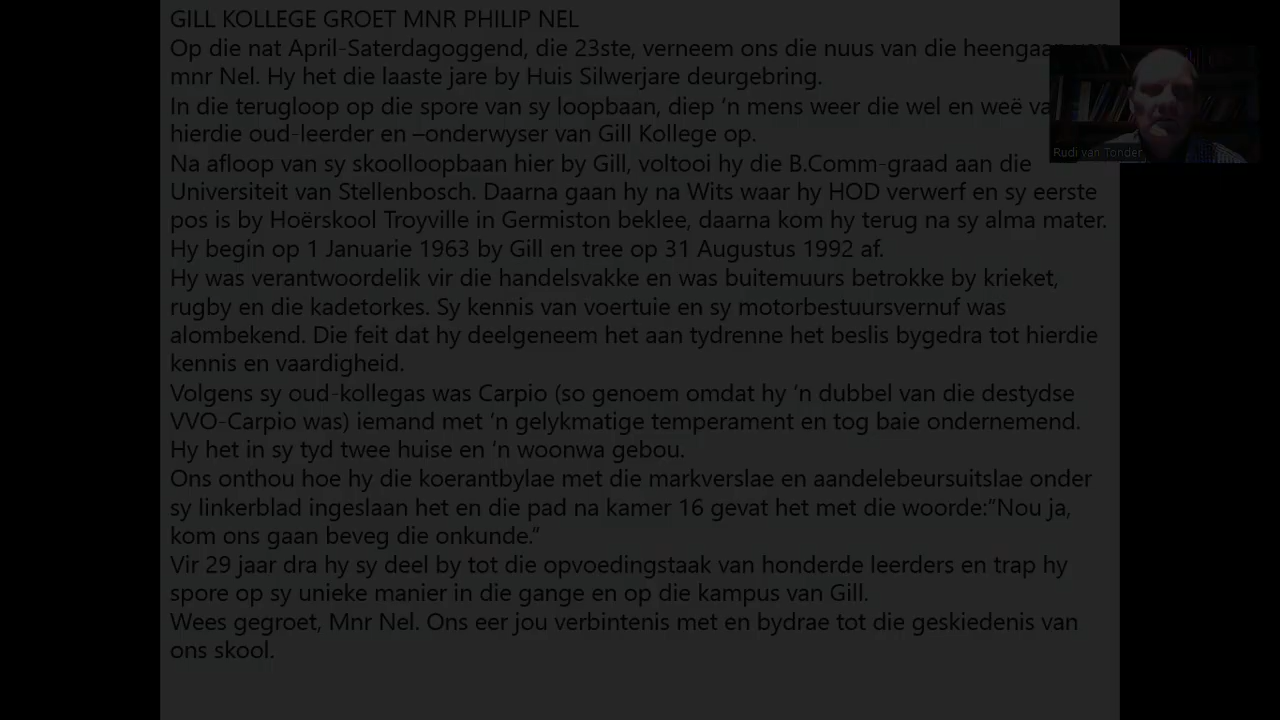 GILL KOLLEGE GROET MNR PHILIP NEL
Op die nat April-Saterdagoggend, die 23ste, verneem ons die nuus van die heengaan
mnr Nel. Hy het die laaste jare by Huis Silwerjare deurgebring.
In die terugloop op die spore van sy loopbaan, diep ‘n mens weer die wel en weë
hierdie oud-leerder en –onderwyser van Gill Kollege op.
Na afloop van sy skoolloopbaan hier by Gill, voltooi hy die B.Comm-graad aan die
Universiteit van Stellenbosch. Daarna gaan hy na Wits waar hy HOD verwerf en sy eerste
pos is by Hoërskool Troyville in Germiston beklee, daarna kom hy terug na sy alma mater.
Hy begin op 1 Januarie 1963 by Gill en tree op 31 Augustus 1992 af.
Hy was verantwoordelik vir die handelsvakke en was buitemuurs betrokke by krieket,
rugby en die kadetorkes. Sy kennis van voertuie en sy motorbestuursvernuf was
alombekend. Die feit dat hy deelgeneem het aan tydrenne het beslis bygedra tot hierdie
kennis en vaardigheid.
Volgens sy oud-kollegas was Carpio (so genoem omdat hy ‘n dubbel van die destydse
VVO-Carpio was) iemand met ‘n gelykmatige temperament en tog baie ondernemend.
Hy het in sy tyd twee huise en ‘n woonwa gebou.
Ons onthou hoe hy die koerantbylae met die markverslae en aandelebeursuitslae onder
sy linkerblad ingeslaan het en die pad na kamer 16 gevat het met die woorde:”Nou ja,
kom ons gaan beveg die onkunde.“
Vir 29 jaar dra hy sy deel by tot die opvoedingstaak van honderde leerders en trap hy
spore op sy unieke manier in die gange en op die kampus van Gill.
Wees gegroet, Mnr Nel. Ons eer jou verbintenis met en bydrae tot die geskiedenis van
ons skool.
Rudi van Tonder